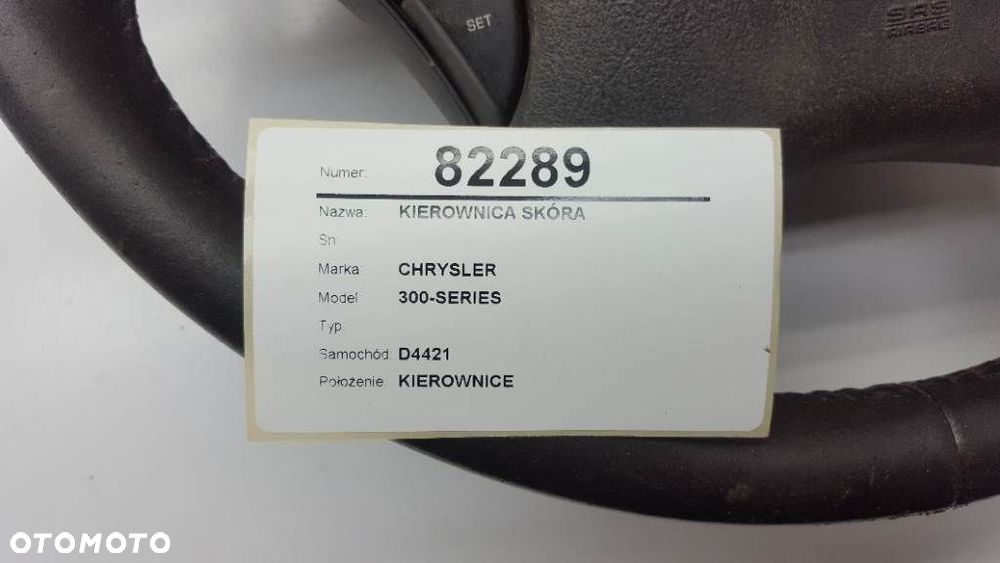 SET
SRS
AIRBAG
Numer: 82289
Nazwa: KIEROWNICA SKÓRA
Sn:
Marka: CHRYSLER
Model: 300-SERIES
Typ:
Samochód: D4421
Położenie: KIEROWNICE
OTOMOTO